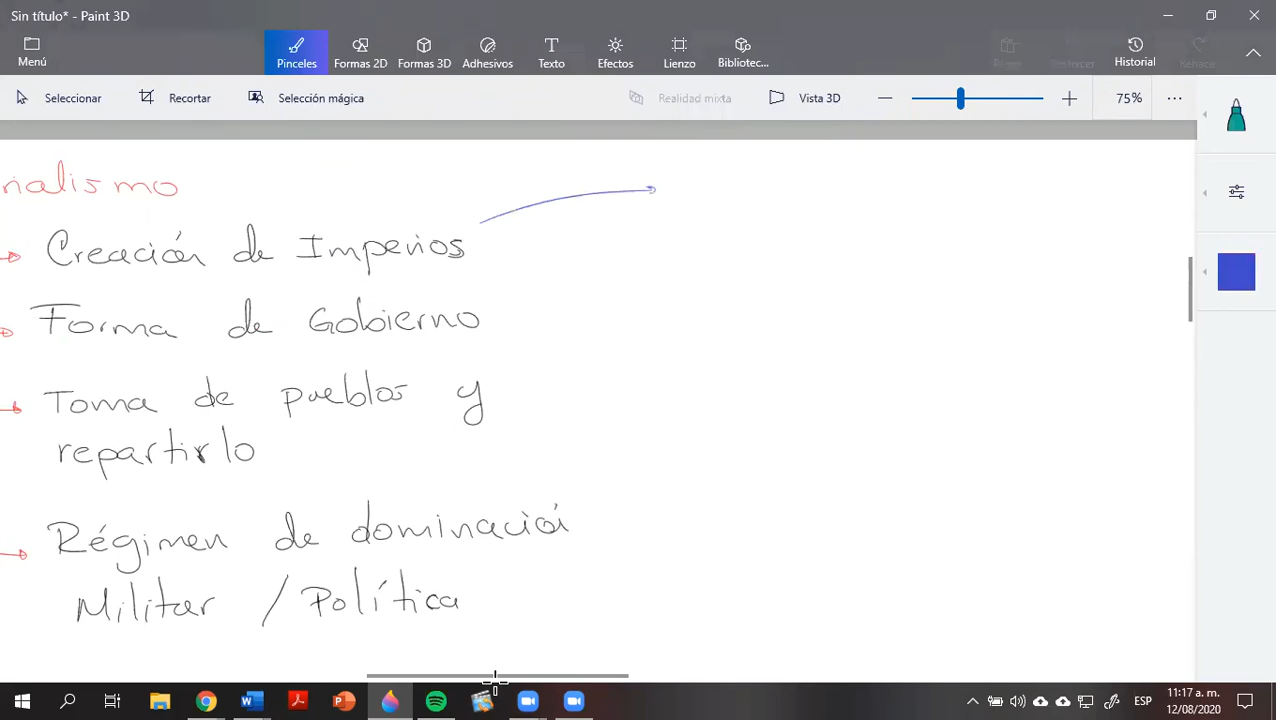 Sin título* - Paint 3D
Menú
Pinceles
Formas 2D
Formas 3D
Adhesivos
Texto
Efectos
Lienzo
Bibliotec...
Historial
Seleccionar
Recortar
Selección mágica
Realidad mixta
Vista 3D
75%
rialismo
Creación de Imperios
Forma de Gobierno
Toma de pueblos y
repartirlo
Régimen de dominació
Militar / Política
ESP
11:17 a. m.
12/08/2020